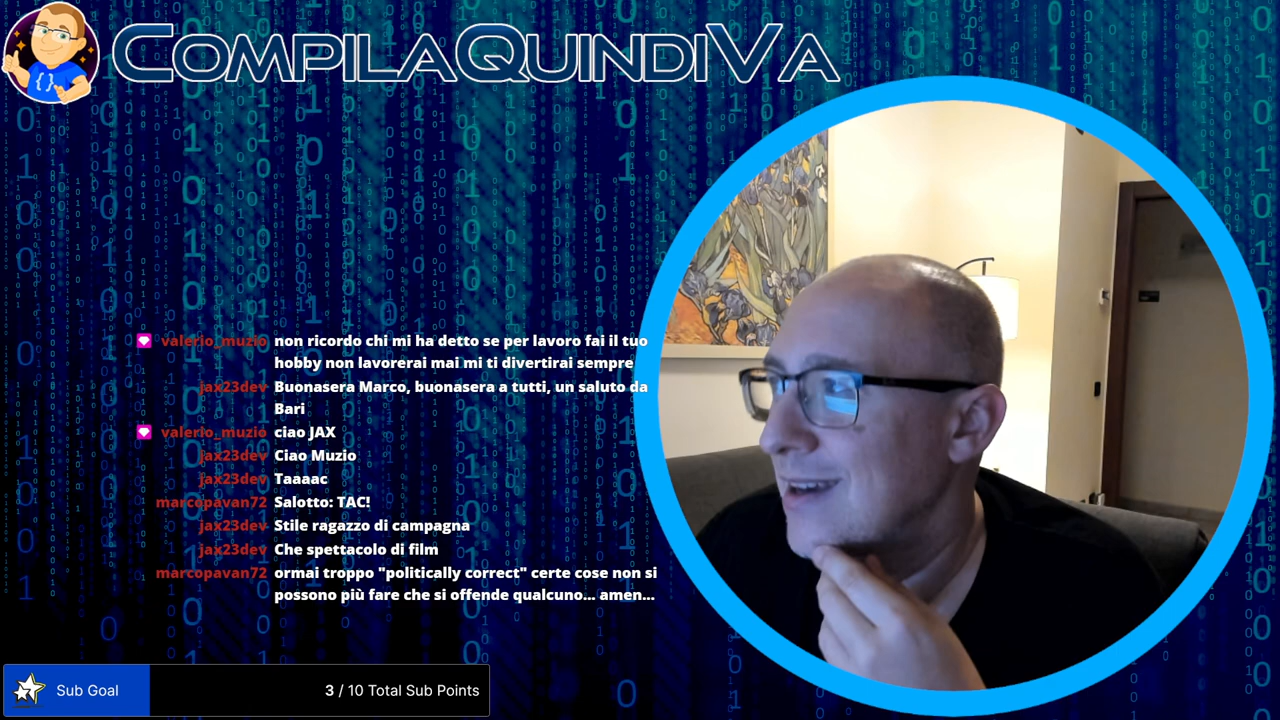 CompilaQuindiVa
{ }
valerio_muzio non ricordo chi mi ha detto se per lavoro fai il tuo
hobby non lavorerai mai mi ti divertirai sempre
jax23dev Buonasera Marco, buonasera a tutti, un saluto da
Bari
valerio_muzio ciao JAX
jax23dev Ciao Muzio
jax23dev Taaaac
marcopavan72 Salotto: TAC!
jax23dev Stile ragazzo di campagna
jax23dev Che spettacolo di film
marcopavan72 ormai troppo "politically correct" certe cose non si
possono più fare che si offende qualcuno... amen...
Sub Goal 3 / 10 Total Sub Points